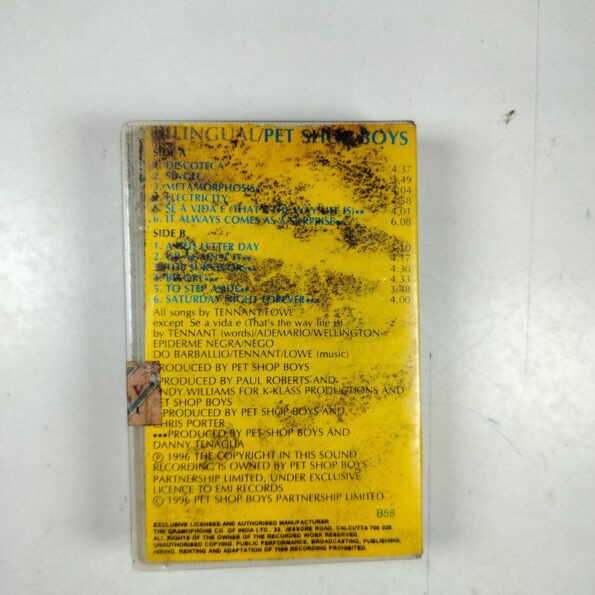 BILINGUAL/PET SHOP BOYS
SIDE A
1. DISCOTECA 4.37
2. SINGLE 3.49
3. METAMORPHOSIS 5.04
4. ELECTRICITY
5. SE A VIDA E (THAT'S THE WAY LIFE IS) 4.01
6. IT ALWAYS COMES AS A SURPRISE 6.08
SIDE B
1. A RED LETTER DAY
2. UP AGAINST IT 4.17
3. THE SURVIVORS 4.30
4. BEFORE 4.33
5. TO STEP ASIDE 3.48
6. SATURDAY NIGHT FOREVER 4.00
All songs by TENNANT/LOWE
except Se a vida e (That's the way life is)
by TENNANT (words)/ADEMARIO/WELLINGTON
EPIDERME NEGRA/NEGO
DO BARBALLIO/TENNANT/LOWE (music)
PRODUCED BY PET SHOP BOYS
PRODUCED BY PAUL ROBERTS AND
ANDY WILLIAMS FOR K-KLASS PRODUCTIONS AND
PET SHOP BOYS
PRODUCED BY PET SHOP BOYS AND
CHRIS PORTER
•••PRODUCED BY PET SHOP BOYS AND
DANNY TENAGLIA
℗ 1996 THE COPYRIGHT IN THIS SOUND
RECORDING IS OWNED BY PET SHOP BOYS
PARTNERSHIP LIMITED, UNDER EXCLUSIVE
LICENCE TO EMI RECORDS
© 1996 PET SHOP BOYS PARTNERSHIP LIMITED
B58
EXCLUSIVE LICENSEE AND AUTHORISED MANUFACTURER
THE GRAMOPHONE CO OF INDIA LTD., 33, JESSORE ROAD, CALCUTTA 700 028.
ALL RIGHTS OF THE OWNER OF THE RECORDED WORK RESERVED.
UNAUTHORISED COPYING, PUBLIC PERFORMANCE, BROADCASTING, PUBLISHING,
HIRING, RENTING AND ADAPTATION OF THIS RECORDING PROHIBITED.